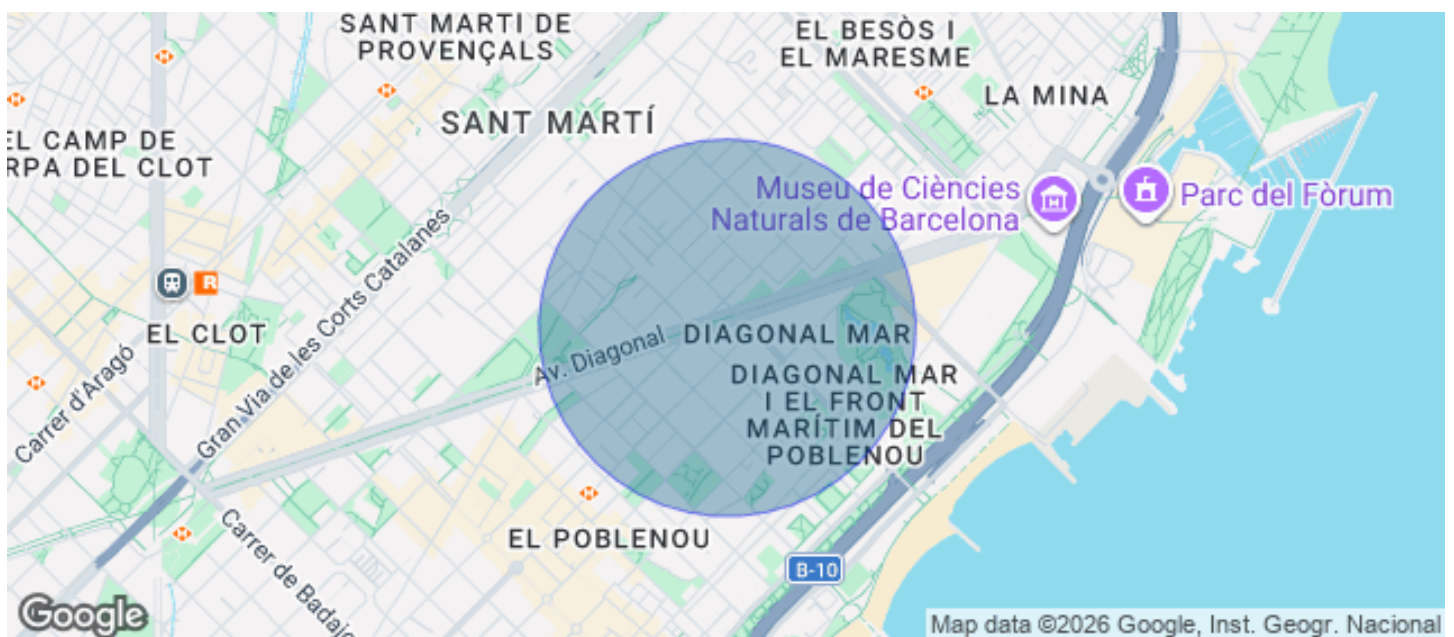 SANT MARTÍ DE
PROVENÇALS
EL BESÒS I
EL MARESME
LA MINA
SANT MARTÍ
EL CAMP DE
RPA DEL CLOT
Museu de Ciències
Naturals de Barcelona
Parc del Fòrum
Gran Via de les Corts Catalanes
R
EL CLOT
Av. Diagonal
DIAGONAL MAR
DIAGONAL MAR
I EL FRONT
MARÍTIM DEL
POBLENOU
Carrer d'Aragó
EL POBLENOU
Carrer de Badajo
B-10
Google
Map data ©2026 Google, Inst. Geogr. Nacional